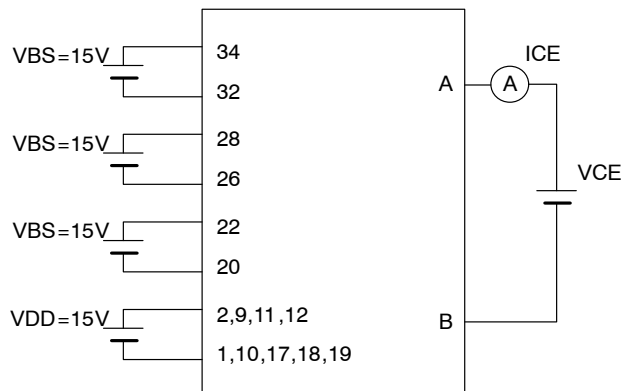 VBS=15V
34
32
VBS=15V
28
26
VBS=15V
22
20
VDD=15V
2,9,11,12
1,10,17,18,19
ICE
A
A
VCE
B